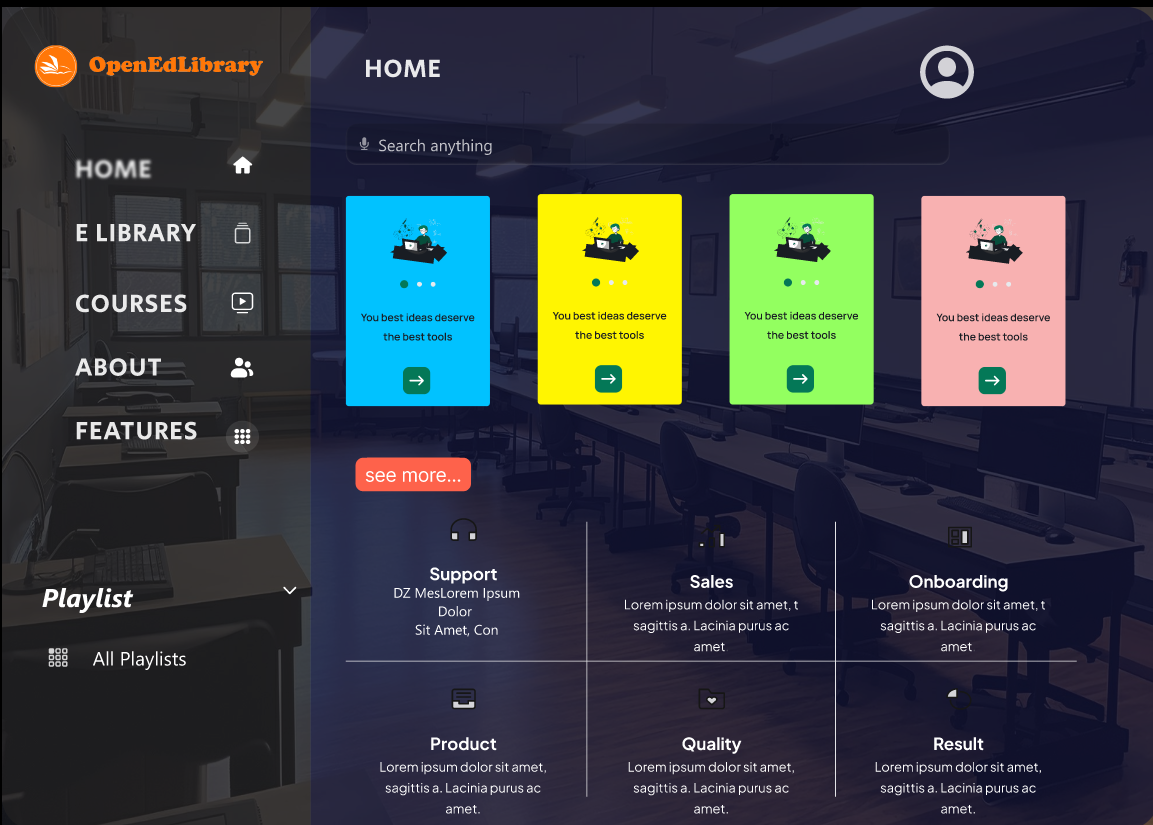 OpenEdLibrary
HOME
E LIBRARY
COURSES
ABOUT
FEATURES
Playlist
All Playlists
HOME
Search anything
You best ideas deserve
the best tools
You best ideas deserve
the best tools
You best ideas deserve
the best tools
You best ideas deserve
the best tools
see more...
Support
DZ MesLorem Ipsum
Dolor
Sit Amet, Con
Sales
Lorem ipsum dolor sit amet, t
sagittis a. Lacinia purus ac
amet
Onboarding
Lorem ipsum dolor sit amet, t
sagittis a. Lacinia purus ac
amet
Product
Lorem ipsum dolor sit amet,
sagittis a. Lacinia purus ac
amet.
Quality
Lorem ipsum dolor sit amet,
sagittis a. Lacinia purus ac
amet.
Result
Lorem ipsum dolor sit amet,
sagittis a. Lacinia purus ac
amet.